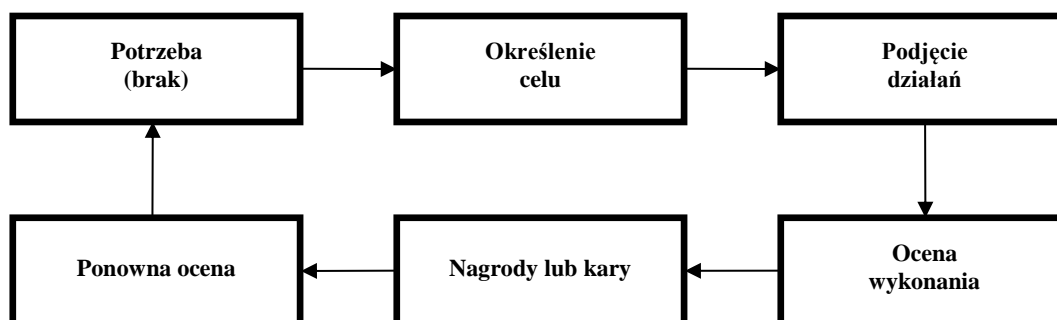 Potrzeba
(brak)
Określenie
celu
Podjęcie
działań
Ponowna ocena
Nagrody lub kary
Ocena
wykonania